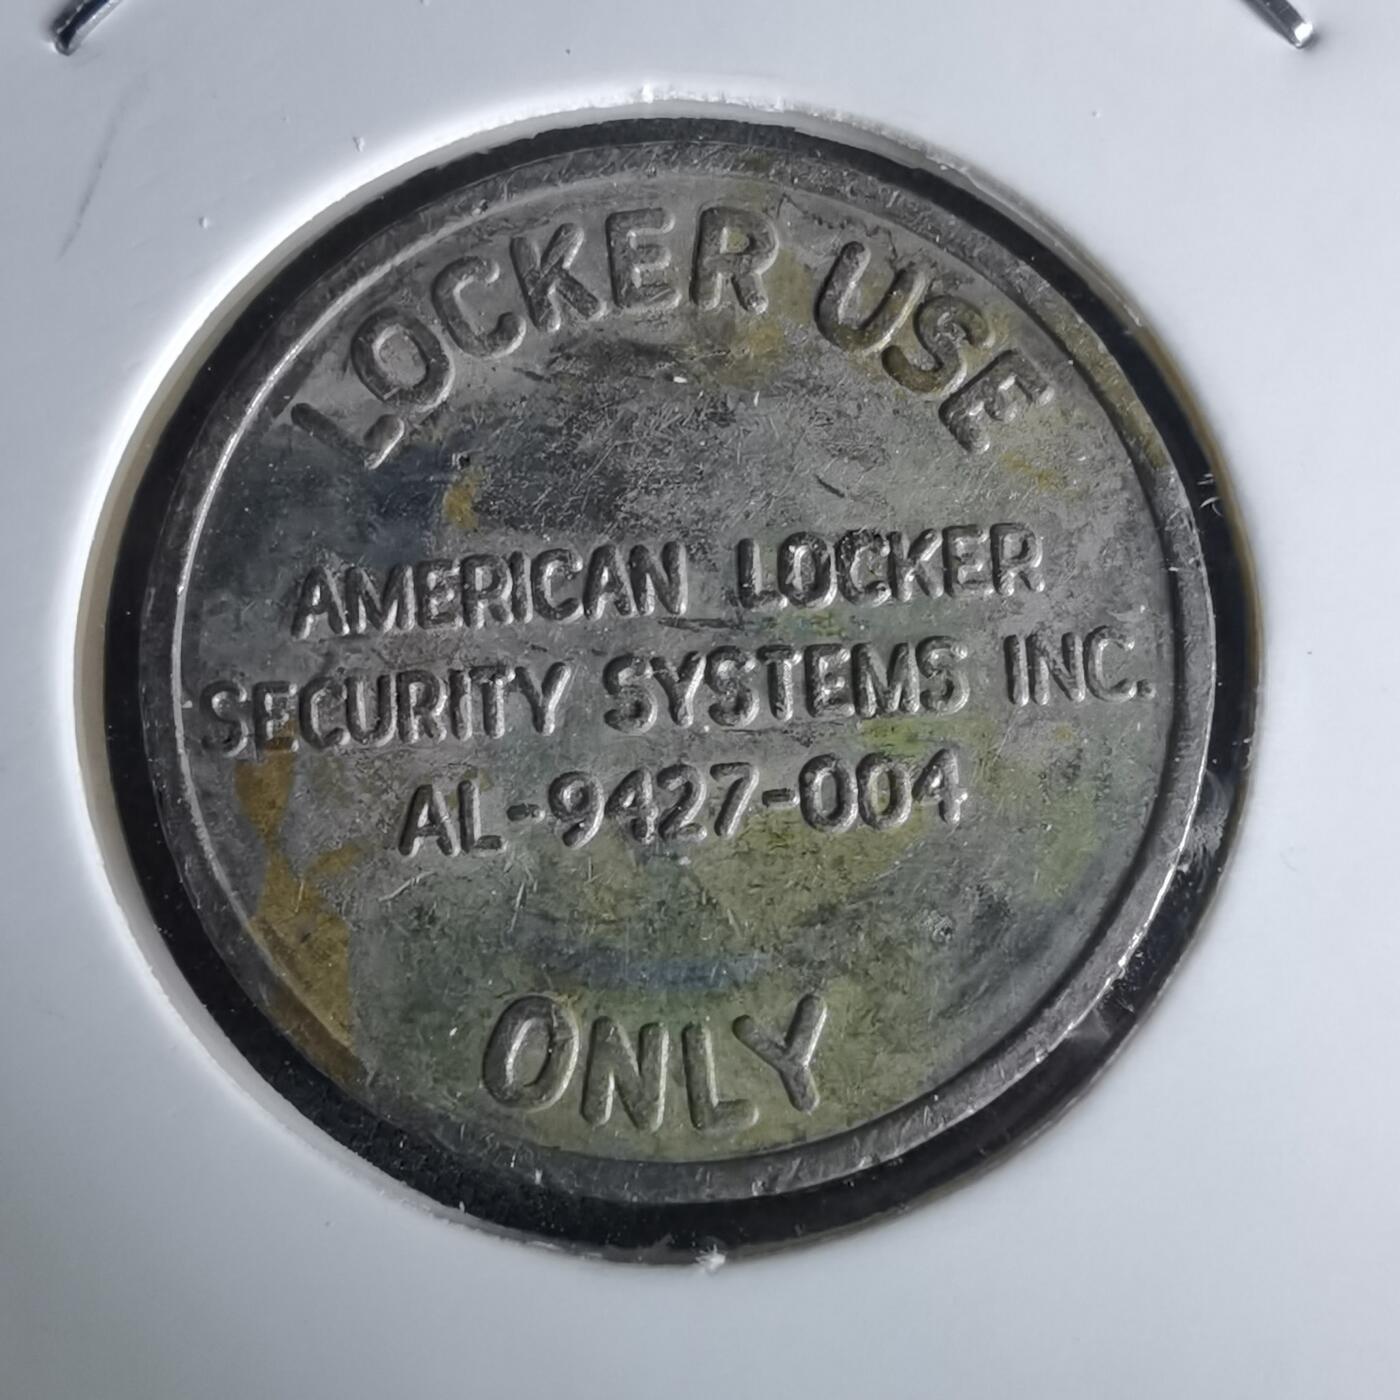 LOCKER USE
AMERICAN LOCKER
SECURITY SYSTEMS INC.
AL-9427-004
ONLY